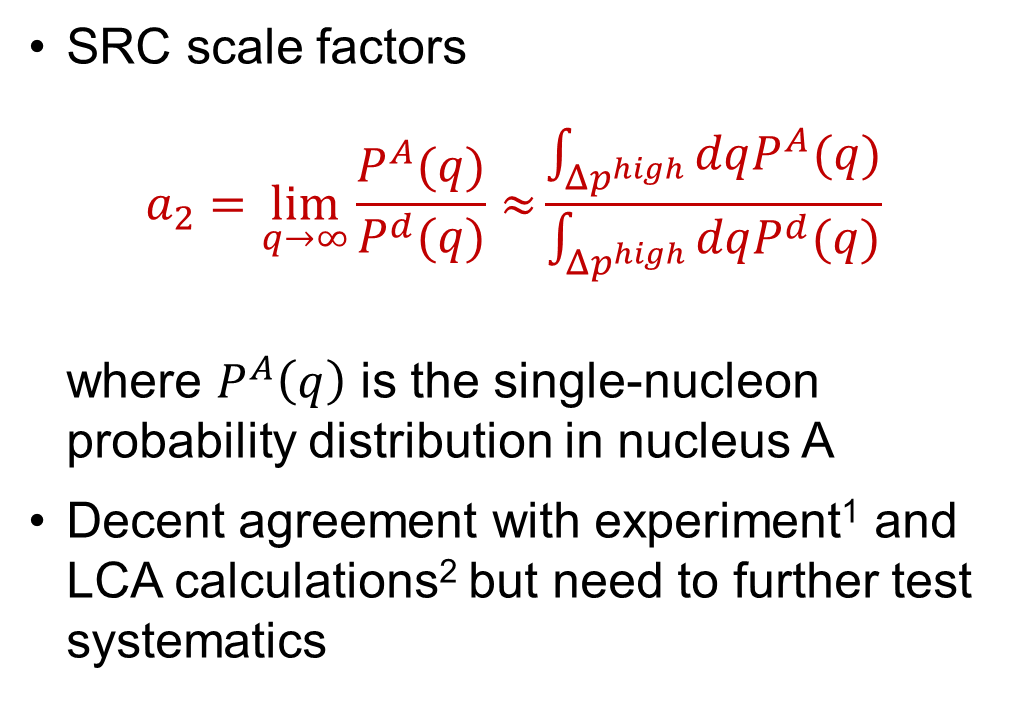 • SRC scale factors
a₂ = lim_{q→∞} P^A(q) / P^d(q) ≈ ∫_{Δp^high} dqP^A(q) / ∫_{Δp^high} dqP^d(q)
where P^A(q) is the single-nucleon
probability distribution in nucleus A
• Decent agreement with experiment¹ and
LCA calculations² but need to further test
systematics